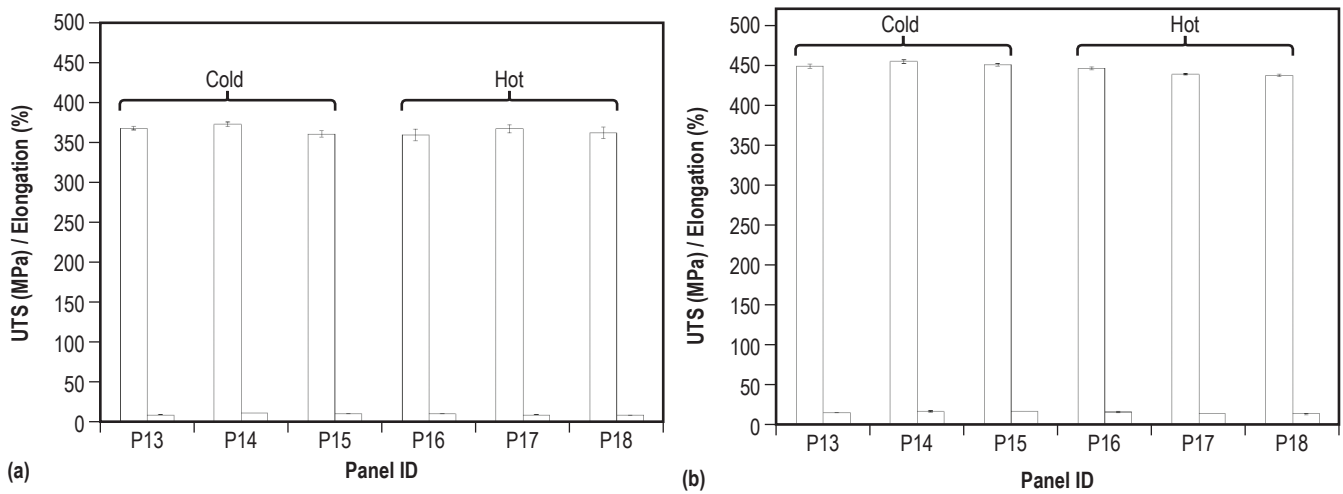 500
450
400
350
300
250
200
150
100
50
0
UTS (MPa) / Elongation (%)
Cold
Hot
P13 P14 P15 P16 P17 P18
Panel ID
(a)
500
450
400
350
300
250
200
150
100
50
0
UTS (MPa) / Elongation (%)
Cold
Hot
P13 P14 P15 P16 P17 P18
Panel ID
(b)